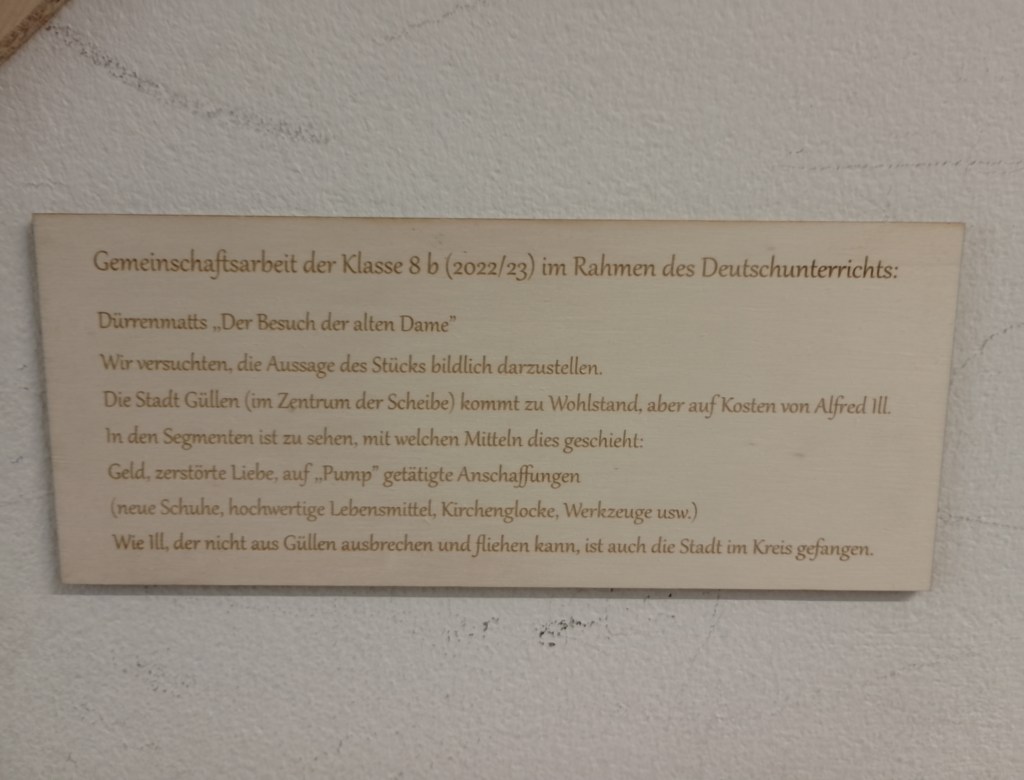 Gemeinschaftsarbeit der Klasse 8 b (2022/23) im Rahmen des Deutschunterrichts:
Dürrenmatts „Der Besuch der alten Dame”
Wir versuchten, die Aussage des Stücks bildlich darzustellen.
Die Stadt Güllen (im Zentrum der Scheibe) kommt zu Wohlstand, aber auf Kosten von Alfred Ill.
In den Segmenten ist zu sehen, mit welchen Mitteln dies geschieht:
Geld, zerstörte Liebe, auf „Pump” getätigte Anschaffungen
(neue Schuhe, hochwertige Lebensmittel, Kirchenglocke, Werkzeuge usw.)
Wie Ill, der nicht aus Güllen ausbrechen und fliehen kann, ist auch die Stadt im Kreis gefangen.